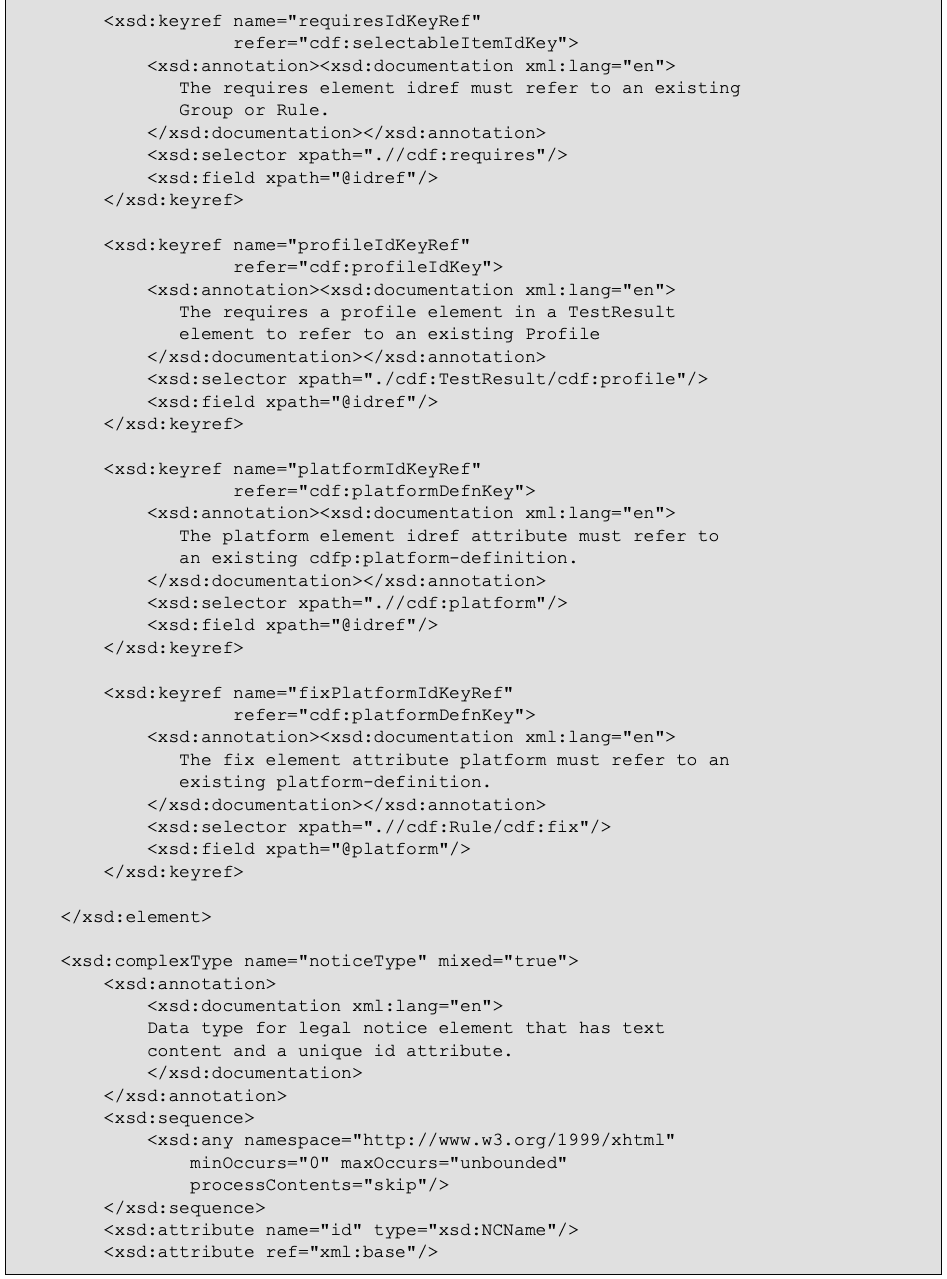 <xsd:keyref name="requiresIdKeyRef"
refer="cdf:selectableItemIdKey">
<xsd:annotation><xsd:documentation xml:lang="en">
The requires element idref must refer to an existing
Group or Rule.
</xsd:documentation></xsd:annotation>
<xsd:selector xpath=".//cdf:requires"/>
<xsd:field xpath="@idref"/>
</xsd:keyref>
<xsd:keyref name="profileIdKeyRef"
refer="cdf:profileIdKey">
<xsd:annotation><xsd:documentation xml:lang="en">
The requires a profile element in a TestResult
element to refer to an existing Profile
</xsd:documentation></xsd:annotation>
<xsd:selector xpath="./cdf:TestResult/cdf:profile"/>
<xsd:field xpath="@idref"/>
</xsd:keyref>
<xsd:keyref name="platformIdKeyRef"
refer="cdf:platformDefnKey">
<xsd:annotation><xsd:documentation xml:lang="en">
The platform element idref attribute must refer to
an existing cdfp:platform-definition.
</xsd:documentation></xsd:annotation>
<xsd:selector xpath=".//cdf:platform"/>
<xsd:field xpath="@idref"/>
</xsd:keyref>
<xsd:keyref name="fixPlatformIdKeyRef"
refer="cdf:platformDefnKey">
<xsd:annotation><xsd:documentation xml:lang="en">
The fix element attribute platform must refer to an
existing platform-definition.
</xsd:documentation></xsd:annotation>
<xsd:selector xpath=".//cdf:Rule/cdf:fix"/>
<xsd:field xpath="@platform"/>
</xsd:keyref>
</xsd:element>
<xsd:complexType name="noticeType" mixed="true">
<xsd:annotation>
<xsd:documentation xml:lang="en">
Data type for legal notice element that has text
content and a unique id attribute.
</xsd:documentation>
</xsd:annotation>
<xsd:sequence>
<xsd:any namespace="http://www.w3.org/1999/xhtml"
minOccurs="0" maxOccurs="unbounded"
processContents="skip"/>
</xsd:sequence>
<xsd:attribute name="id" type="xsd:NCName"/>
<xsd:attribute ref="xml:base"/>